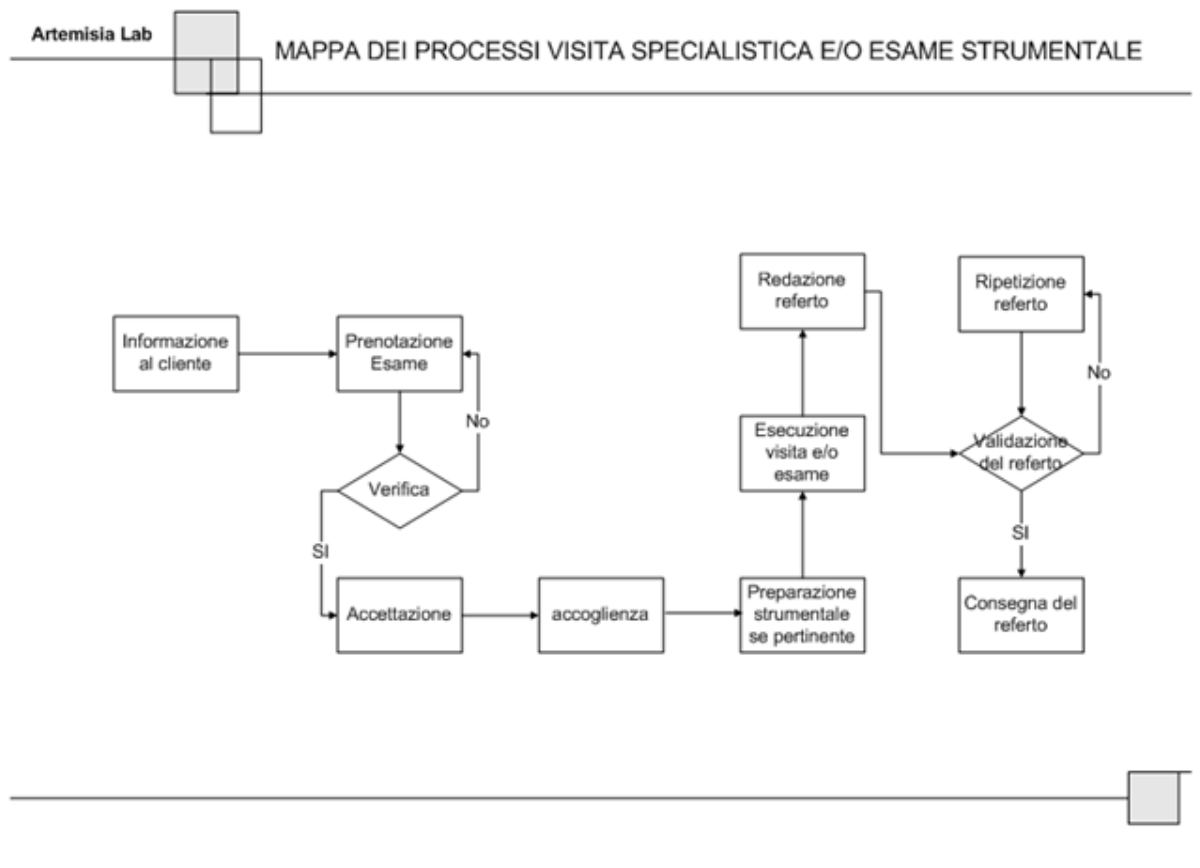 Artemisia Lab
MAPPA DEI PROCESSI VISITA SPECIALISTICA E/O ESAME STRUMENTALE
Informazione
al cliente
Prenotazione
Esame
No
Verifica
SI
Accettazione
accoglienza
Preparazione
strumentale
se pertinente
Esecuzione
visita e/o
esame
Redazione
referto
Ripetizione
referto
No
Validazione
del referto
SI
Consegna del
referto